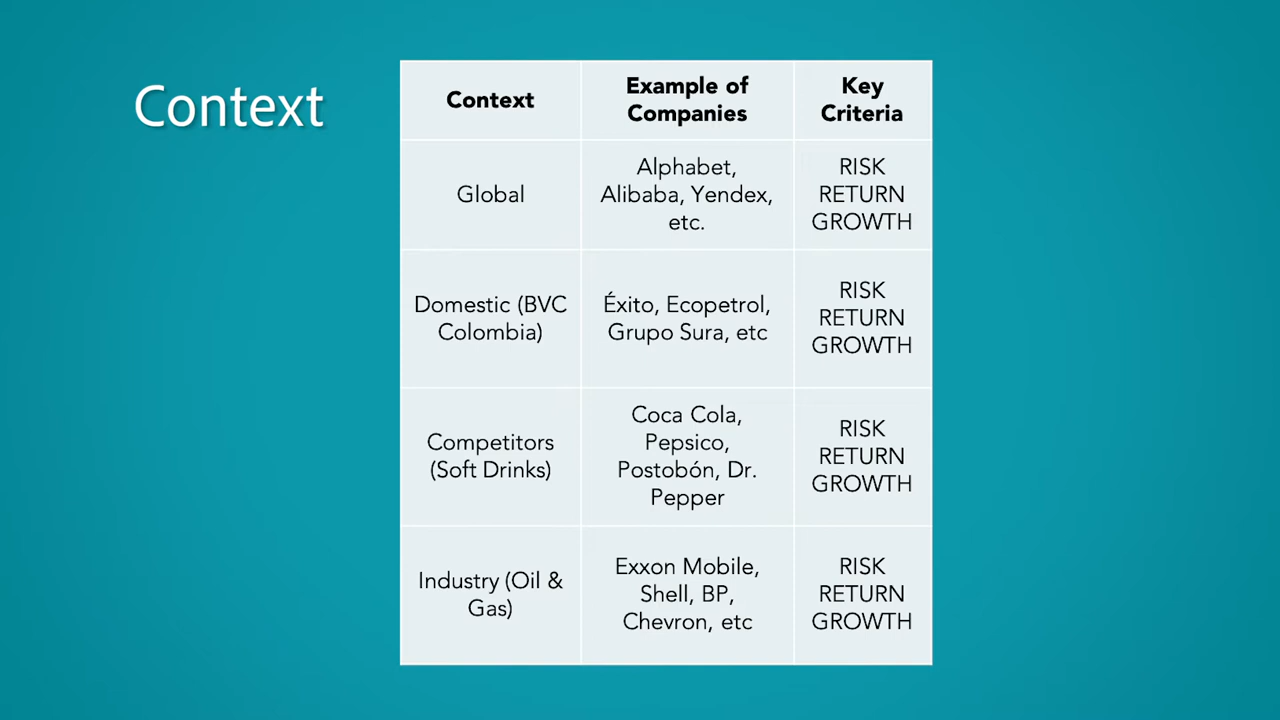 Context
Context
Example of
Companies
Key
Criteria
Global
Alphabet,
Alibaba, Yendex,
etc.
RISK
RETURN
GROWTH
Domestic (BVC
Colombia)
Éxito, Ecopetrol,
Grupo Sura, etc
RISK
RETURN
GROWTH
Competitors
(Soft Drinks)
Coca Cola,
Pepsico,
Postobón, Dr.
Pepper
RISK
RETURN
GROWTH
Industry (Oil &
Gas)
Exxon Mobile,
Shell, BP,
Chevron, etc
RISK
RETURN
GROWTH